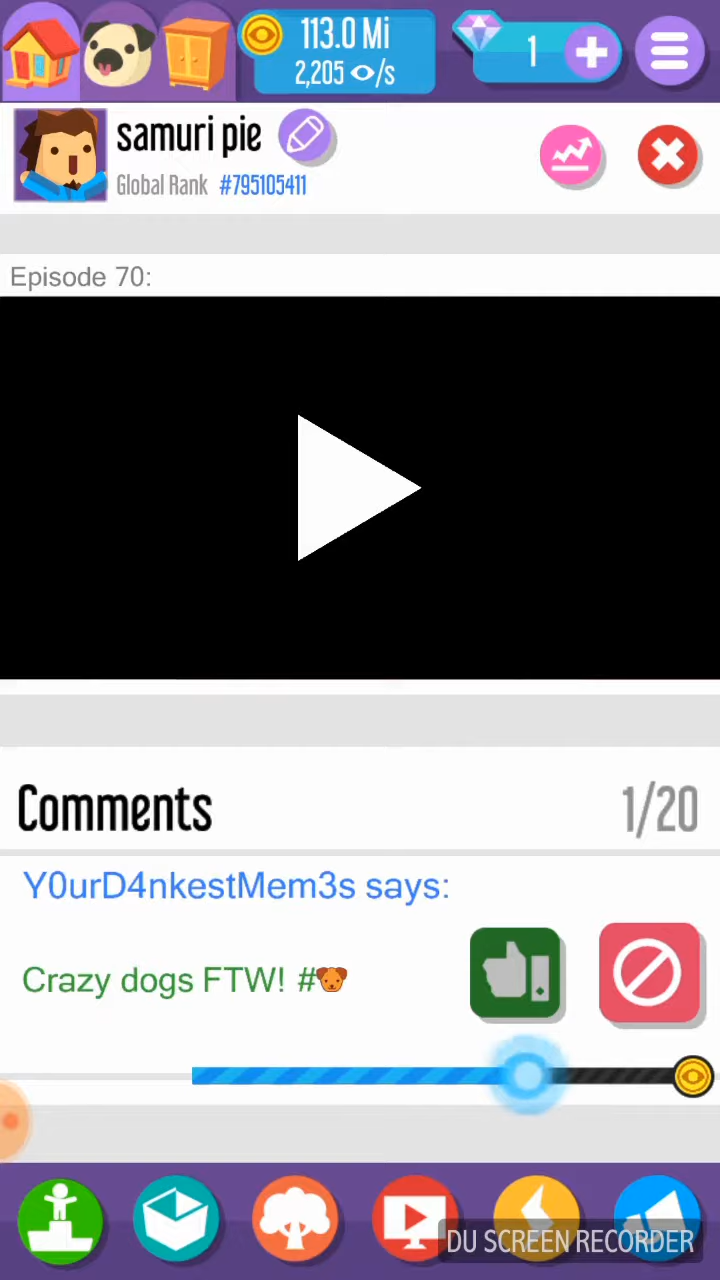 113.0 Mi
2,205 /s
1
samuri pie
Global Rank #795105411
Episode 70:
Comments 1/20
Y0urD4nkestMem3s says:
Crazy dogs FTW! #🐶
DU SCREEN RECORDER